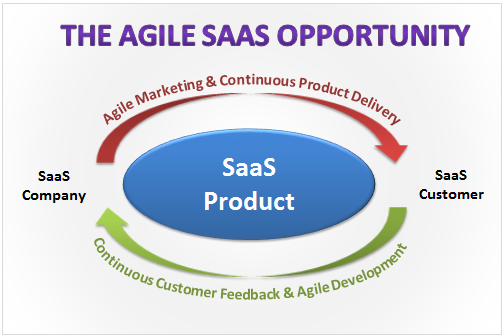 THE AGILE SAAS OPPORTUNITY
Agile Marketing & Continuous Product Delivery
SaaS
Company
SaaS
Product
SaaS
Customer
Continuous Customer Feedback & Agile Development